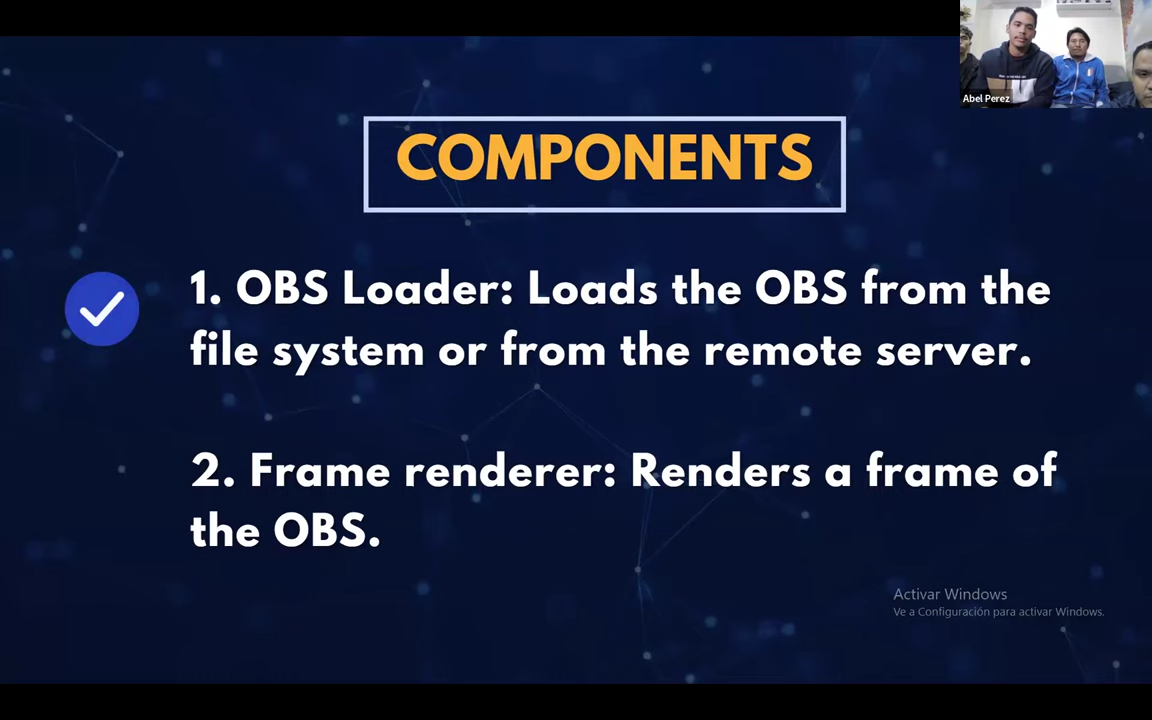 Abel Perez
COMPONENTS
1. OBS Loader: Loads the OBS from the
file system or from the remote server.
2. Frame renderer: Renders a frame of
the OBS.
Activar Windows
Ve a Configuración para activar Windows.